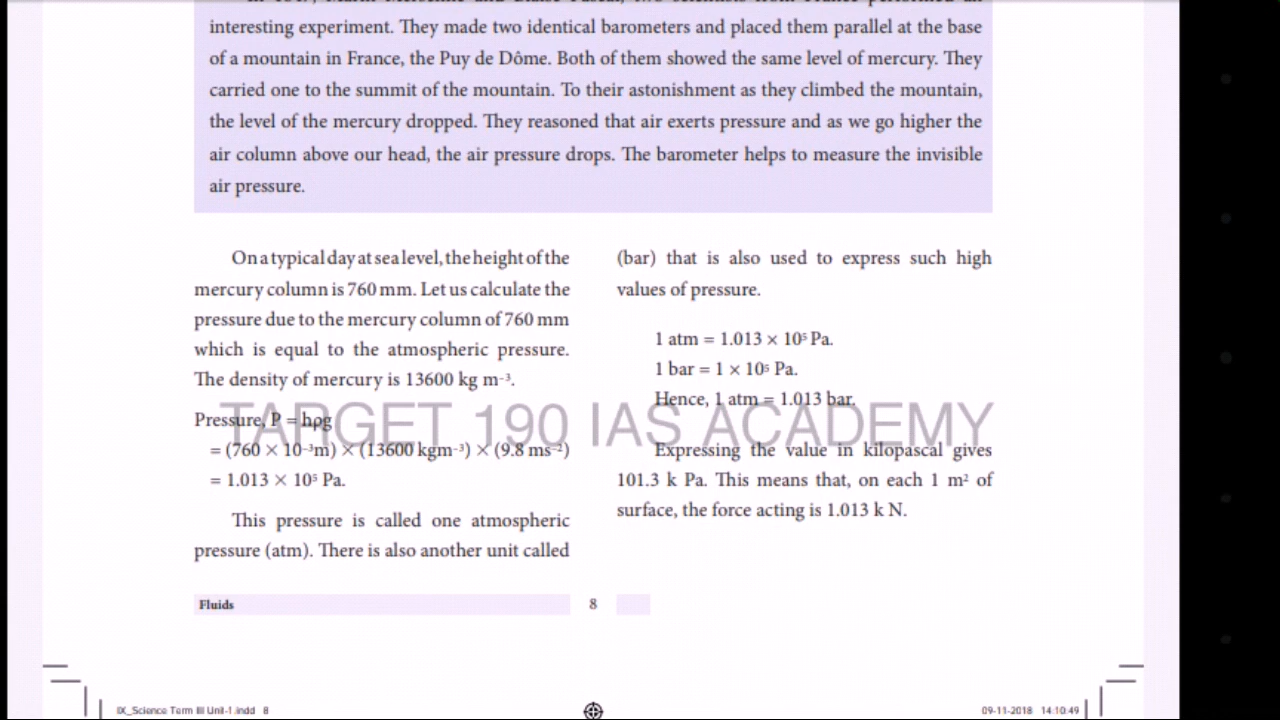 interesting experiment. They made two identical barometers and placed them parallel at the base
of a mountain in France, the Puy de Dôme. Both of them showed the same level of mercury. They
carried one to the summit of the mountain. To their astonishment as they climbed the mountain,
the level of the mercury dropped. They reasoned that air exerts pressure and as we go higher the
air column above our head, the air pressure drops. The barometer helps to measure the invisible
air pressure.
On a typical day at sea level, the height of the
mercury column is 760 mm. Let us calculate the
pressure due to the mercury column of 760 mm
which is equal to the atmospheric pressure.
The density of mercury is 13600 kg m⁻³.
Pressure, P = hρg
= (760 × 10⁻³m) × (13600 kgm⁻³) × (9.8 ms⁻²)
= 1.013 × 10⁵ Pa.
This pressure is called one atmospheric
pressure (atm). There is also another unit called
(bar) that is also used to express such high
values of pressure.
1 atm = 1.013 × 10⁵ Pa.
1 bar = 1 × 10⁵ Pa.
Hence, 1 atm = 1.013 bar.
Expressing the value in kilopascal gives
101.3 k Pa. This means that, on each 1 m² of
surface, the force acting is 1.013 k N.
TARGET 190 IAS ACADEMY
Fluids 8
IX_Science Term III Unit-1.indd 8 09-11-2018 14:10:49